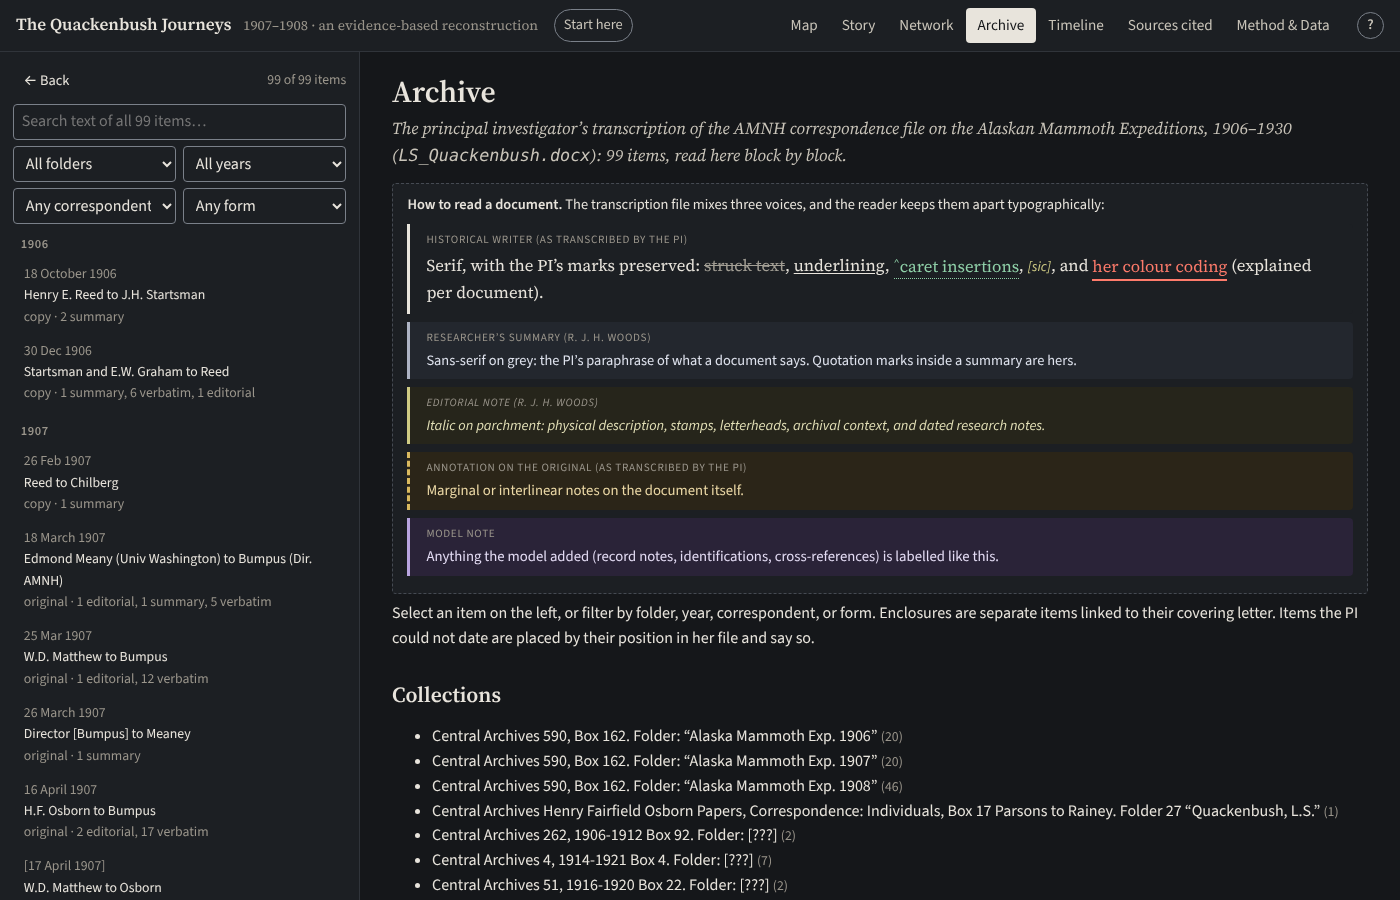 The Quackenbush Journeys 1907–1908 · an evidence-based reconstruction Start here Map Story Network Archive Timeline Sources cited Method & Data ?
← Back 99 of 99 items
Search text of all 99 items…
All folders All years
Any correspondent Any form
1906
18 October 1906
Henry E. Reed to J.H. Startsman
copy · 2 summary
30 Dec 1906
Startsman and E.W. Graham to Reed
copy · 1 summary, 6 verbatim, 1 editorial
1907
26 Feb 1907
Reed to Chilberg
copy · 1 summary
18 March 1907
Edmond Meany (Univ Washington) to Bumpus (Dir.
AMNH)
original · 1 editorial, 1 summary, 5 verbatim
25 Mar 1907
W.D. Matthew to Bumpus
original · 1 editorial, 12 verbatim
26 March 1907
Director [Bumpus] to Meaney
original · 1 summary
16 April 1907
H.F. Osborn to Bumpus
original · 2 editorial, 17 verbatim
[17 April 1907]
W.D. Matthew to Osborn
Archive
The principal investigator’s transcription of the AMNH correspondence file on the Alaskan Mammoth Expeditions, 1906–1930
(LS_Quackenbush.docx): 99 items, read here block by block.
How to read a document. The transcription file mixes three voices, and the reader keeps them apart typographically:
HISTORICAL WRITER (AS TRANSCRIBED BY THE PI)
Serif, with the PI’s marks preserved: struck text, underlining, ^caret insertions, [sic], and her colour coding (explained
per document).
RESEARCHER’S SUMMARY (R. J. H. WOODS)
Sans-serif on grey: the PI’s paraphrase of what a document says. Quotation marks inside a summary are hers.
EDITORIAL NOTE (R. J. H. WOODS)
Italic on parchment: physical description, stamps, letterheads, archival context, and dated research notes.
ANNOTATION ON THE ORIGINAL (AS TRANSCRIBED BY THE PI)
Marginal or interlinear notes on the document itself.
MODEL NOTE
Anything the model added (record notes, identifications, cross-references) is labelled like this.
Select an item on the left, or filter by folder, year, correspondent, or form. Enclosures are separate items linked to their covering letter. Items the PI
could not date are placed by their position in her file and say so.
Collections
• Central Archives 590, Box 162. Folder: “Alaska Mammoth Exp. 1906” (20)
• Central Archives 590, Box 162. Folder: “Alaska Mammoth Exp. 1907” (20)
• Central Archives 590, Box 162. Folder: “Alaska Mammoth Exp. 1908” (46)
• Central Archives Henry Fairfield Osborn Papers, Correspondence: Individuals, Box 17 Parsons to Rainey. Folder 27 “Quackenbush, L.S.” (1)
• Central Archives 262, 1906-1912 Box 92. Folder: [???] (2)
• Central Archives 4, 1914-1921 Box 4. Folder: [???] (7)
• Central Archives 51, 1916-1920 Box 22. Folder: [???] (2)